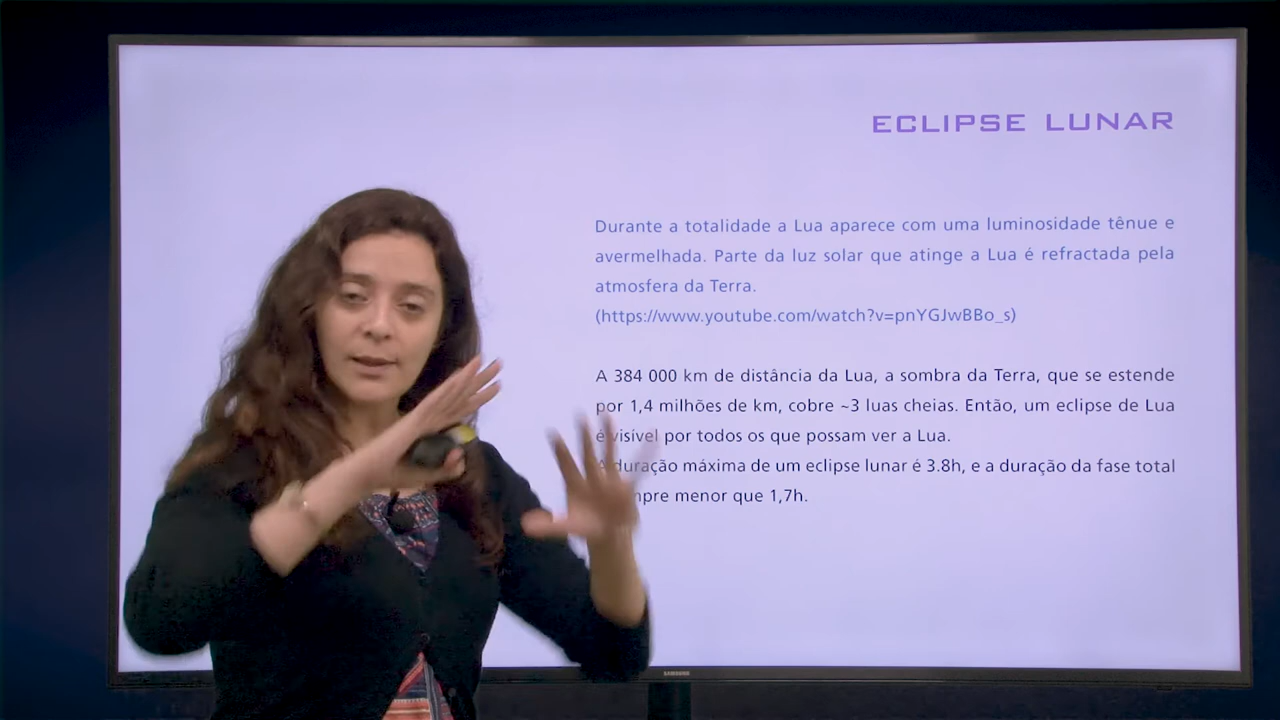 ECLIPSE LUNAR
Durante a totalidade a Lua aparece com uma luminosidade tênue e
avermelhada. Parte da luz solar que atinge a Lua é refractada pela
atmosfera da Terra.
(https://www.youtube.com/watch?v=pnYGJwBBo_s)
A 384 000 km de distância da Lua, a sombra da Terra, que se estende
por 1,4 milhões de km, cobre ~3 luas cheias. Então, um eclipse de Lua
é visível por todos os que possam ver a Lua.
A duração máxima de um eclipse lunar é 3.8h, e a duração da fase total
menor que 1,7h.
SAMSUNG